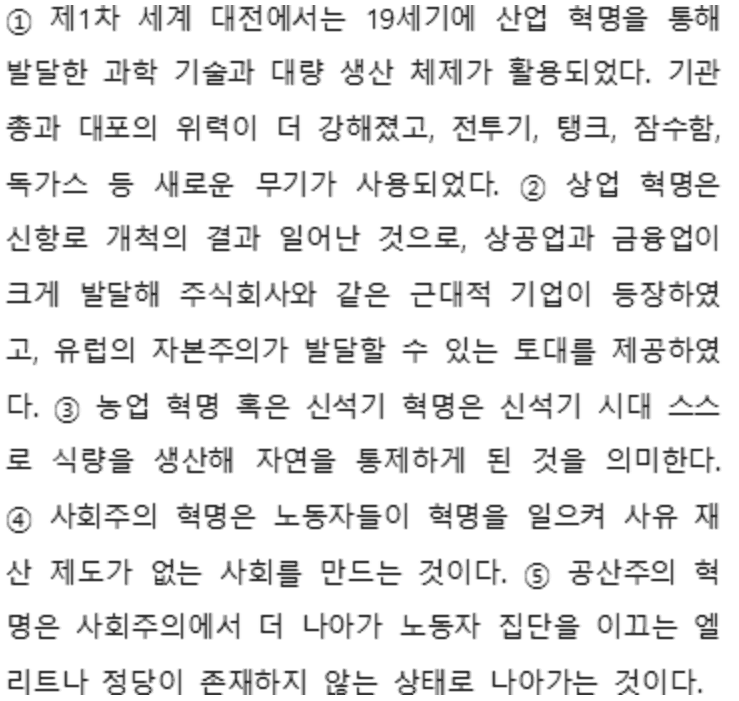 ① 제1차 세계 대전에서는 19세기에 산업 혁명을 통해
발달한 과학 기술과 대량 생산 체제가 활용되었다. 기관
총과 대포의 위력이 더 강해졌고, 전투기, 탱크, 잠수함,
독가스 등 새로운 무기가 사용되었다. ② 상업 혁명은
신항로 개척의 결과 일어난 것으로, 상공업과 금융업이
크게 발달해 주식회사와 같은 근대적 기업이 등장하였
고, 유럽의 자본주의가 발달할 수 있는 토대를 제공하였
다. ③ 농업 혁명 혹은 신석기 혁명은 신석기 시대 스스
로 식량을 생산해 자연을 통제하게 된 것을 의미한다.
④ 사회주의 혁명은 노동자들이 혁명을 일으켜 사유 재
산 제도가 없는 사회를 만드는 것이다. ⑤ 공산주의 혁
명은 사회주의에서 더 나아가 노동자 집단을 이끄는 엘
리트나 정당이 존재하지 않는 상태로 나아가는 것이다.